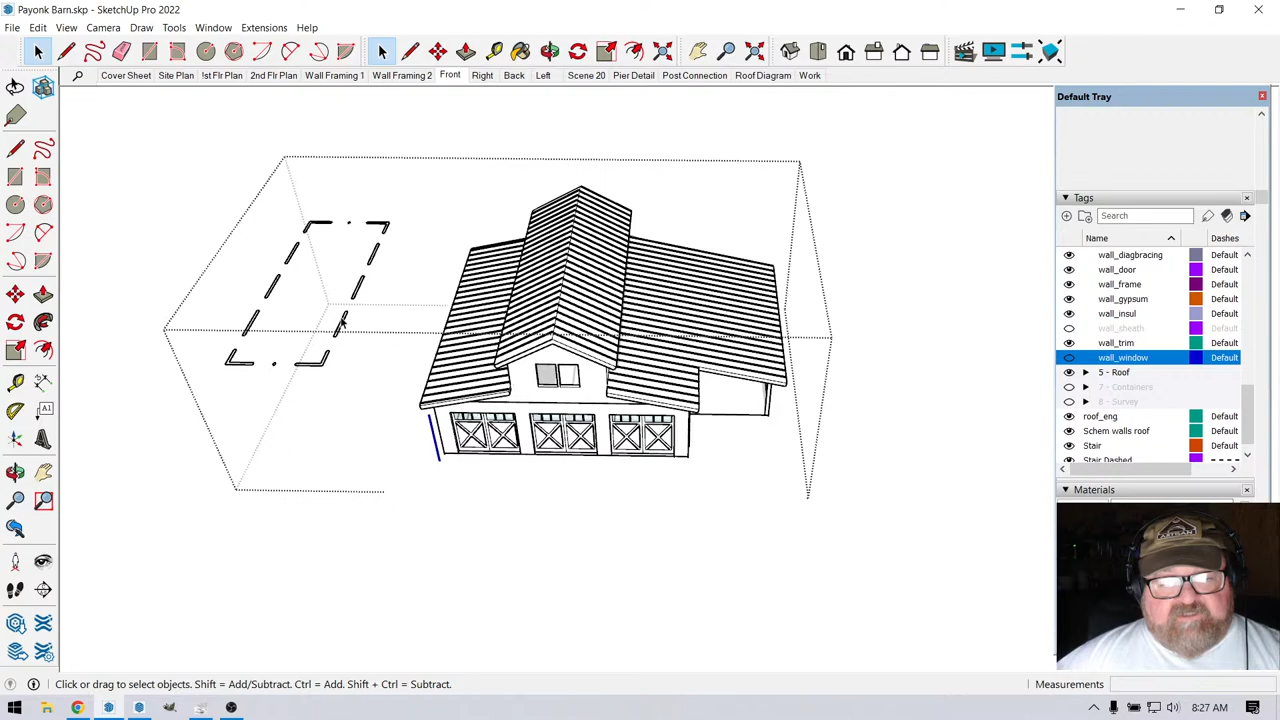 Payonk Barn.skp - SketchUp Pro 2022
File Edit View Camera Draw Tools Window Extensions Help
Cover Sheet Site Plan !st Flr Plan 2nd Flr Plan Wall Framing 1 Wall Framing 2 Front Right Back Left Scene 20 Pier Detail Post Connection Roof Diagram Work
Default Tray
Tags
Search
Name Dashes
wall_diagbracing Default
wall_door Default
wall_frame Default
wall_gypsum Default
wall_insul Default
wall_sheath Default
wall_trim Default
wall_window Default
5 - Roof
7 - Containers
8 - Survey
roof_eng Default
Schem walls roof Default
Stair Default
Stair Dashed
Materials
ARTISAN
Click or drag to select objects. Shift = Add/Subtract. Ctrl = Add. Shift + Ctrl = Subtract.
Measurements
8:27 AM